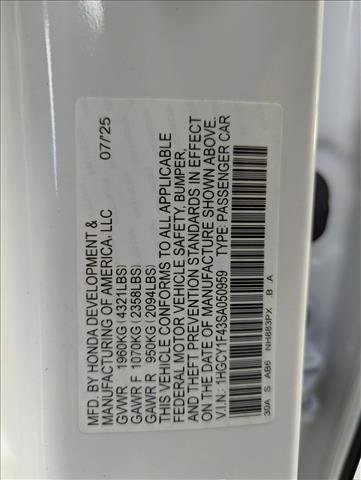 MFD. BY HONDA DEVELOPMENT &
MANUFACTURING OF AMERICA, LLC 07/'25
GVWR 1960KG(4321LBS)
GAWR F 1070KG(2358LBS)
GAWR R 950KG(2094LBS)
THIS VEHICLE CONFORMS TO ALL APPLICABLE
FEDERAL MOTOR VEHICLE SAFETY, BUMPER,
AND THEFT PREVENTION STANDARDS IN EFFECT
ON THE DATE OF MANUFACTURE SHOWN ABOVE.
V.I.N.: 1HGCY1F43SA050959 TYPE: PASSENGER CAR
30A S AB6 NH883PX B A